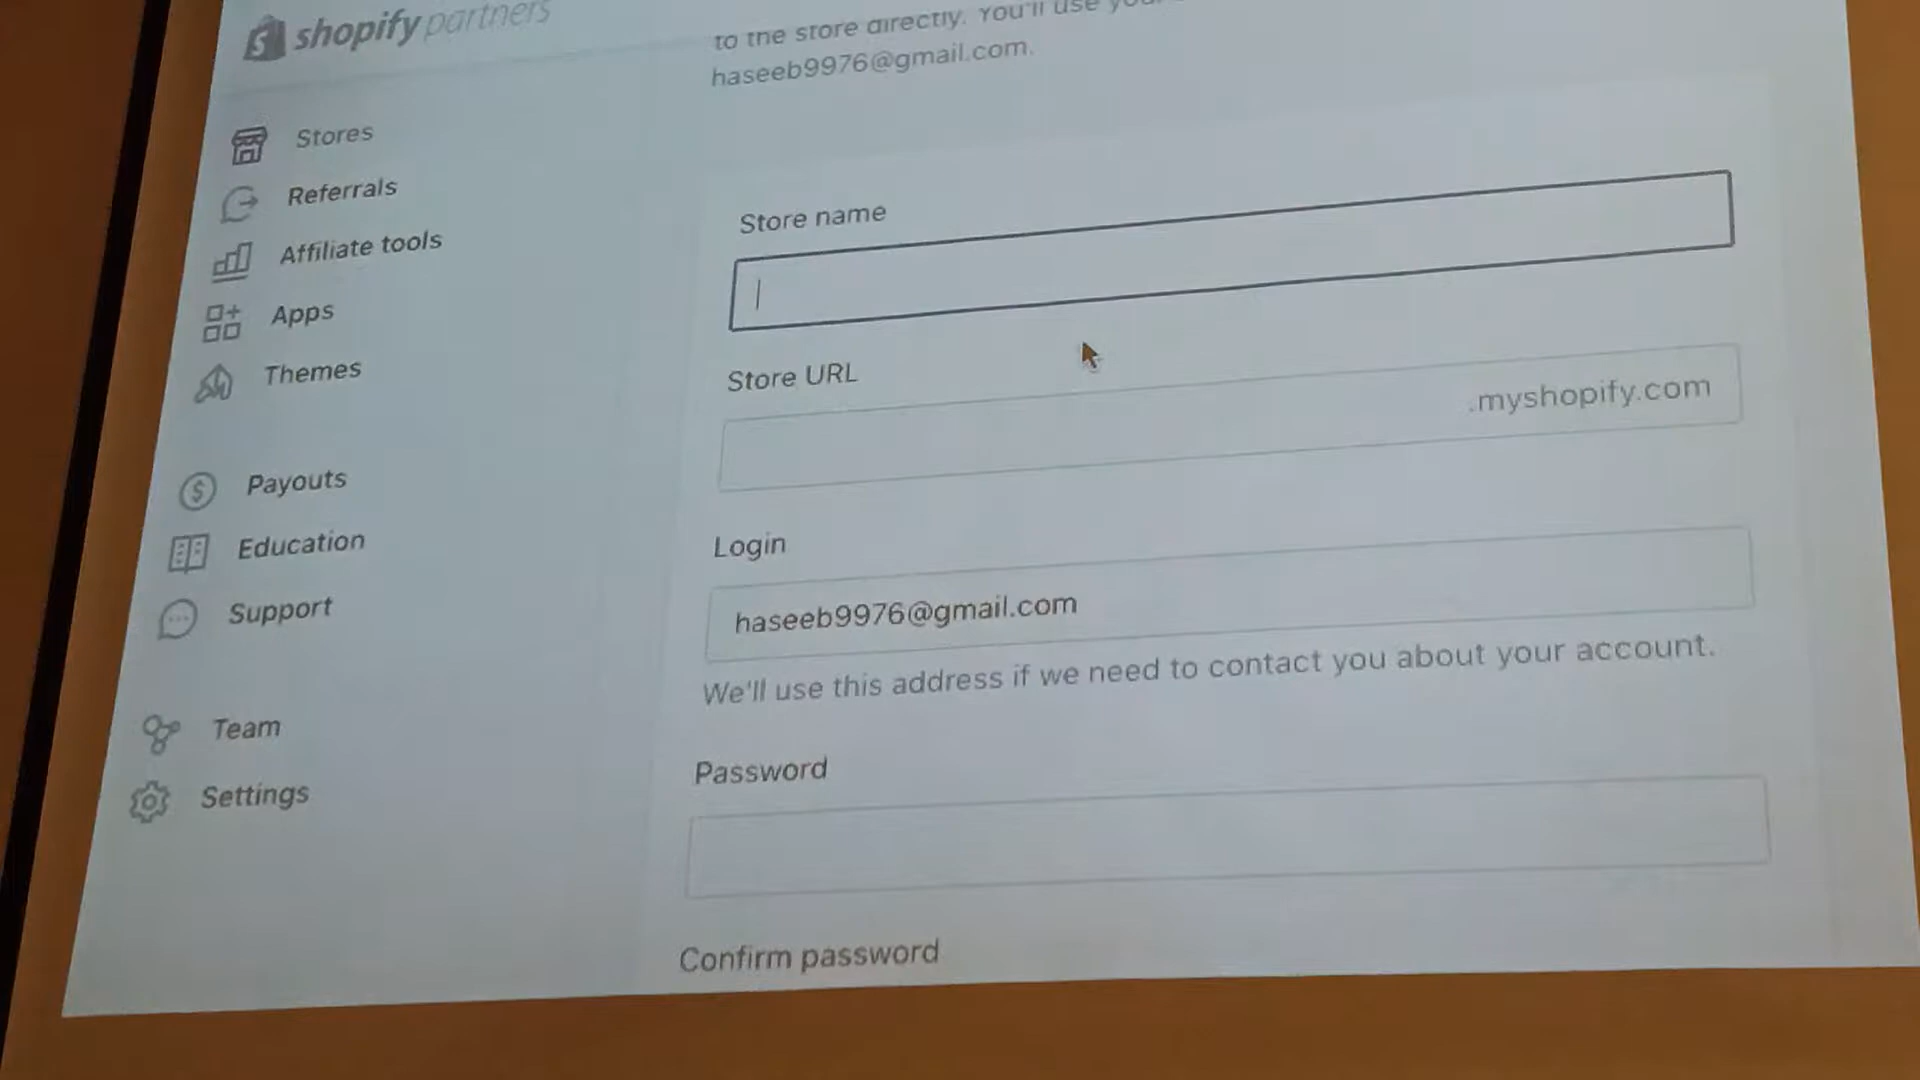 shopify partners
to the store directly. You'll use
haseeb9976@gmail.com.
Stores
Referrals
Affiliate tools
Apps
Themes
Payouts
Education
Support
Team
Settings
Store name
Store URL
.myshopify.com
Login
haseeb9976@gmail.com
We'll use this address if we need to contact you about your account.
Password
Confirm password